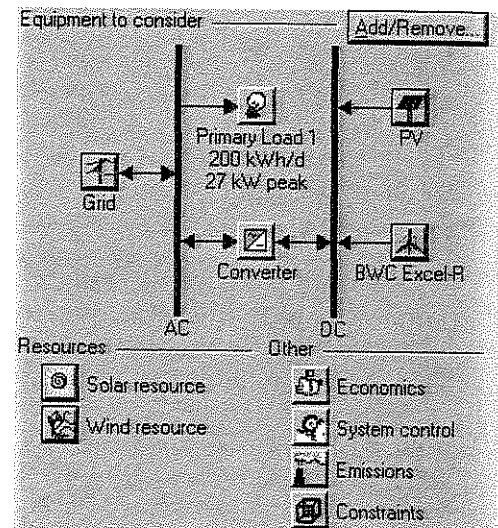 Equipment to consider
Add/Remove...
Primary Load 1
200 kWh/d
27 kW peak
PV
Grid
Converter
BWC Excel-R
AC
DC
Resources
Other
Solar resource
Economics
Wind resource
System control
Emissions
Constraints